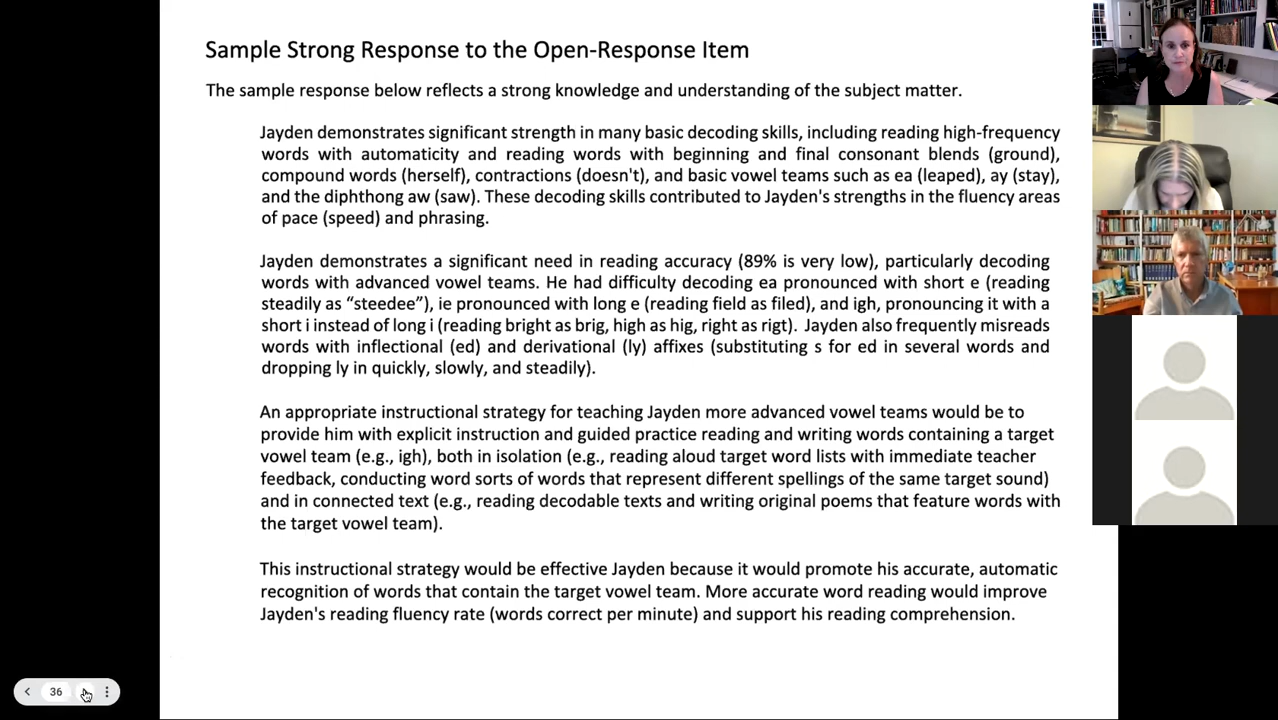 Sample Strong Response to the Open-Response Item
The sample response below reflects a strong knowledge and understanding of the subject matter.
Jayden demonstrates significant strength in many basic decoding skills, including reading high-frequency
words with automaticity and reading words with beginning and final consonant blends (ground),
compound words (herself), contractions (doesn't), and basic vowel teams such as ea (leaped), ay (stay),
and the diphthong aw (saw). These decoding skills contributed to Jayden's strengths in the fluency areas
of pace (speed) and phrasing.
Jayden demonstrates a significant need in reading accuracy (89% is very low), particularly decoding
words with advanced vowel teams. He had difficulty decoding ea pronounced with short e (reading
steadily as “steedee”), ie pronounced with long e (reading field as filed), and igh, pronouncing it with a
short i instead of long i (reading bright as brig, high as hig, right as rigt). Jayden also frequently misreads
words with inflectional (ed) and derivational (ly) affixes (substituting s for ed in several words and
dropping ly in quickly, slowly, and steadily).
An appropriate instructional strategy for teaching Jayden more advanced vowel teams would be to
provide him with explicit instruction and guided practice reading and writing words containing a target
vowel team (e.g., igh), both in isolation (e.g., reading aloud target word lists with immediate teacher
feedback, conducting word sorts of words that represent different spellings of the same target sound)
and in connected text (e.g., reading decodable texts and writing original poems that feature words with
the target vowel team).
This instructional strategy would be effective Jayden because it would promote his accurate, automatic
recognition of words that contain the target vowel team. More accurate word reading would improve
Jayden's reading fluency rate (words correct per minute) and support his reading comprehension.
36